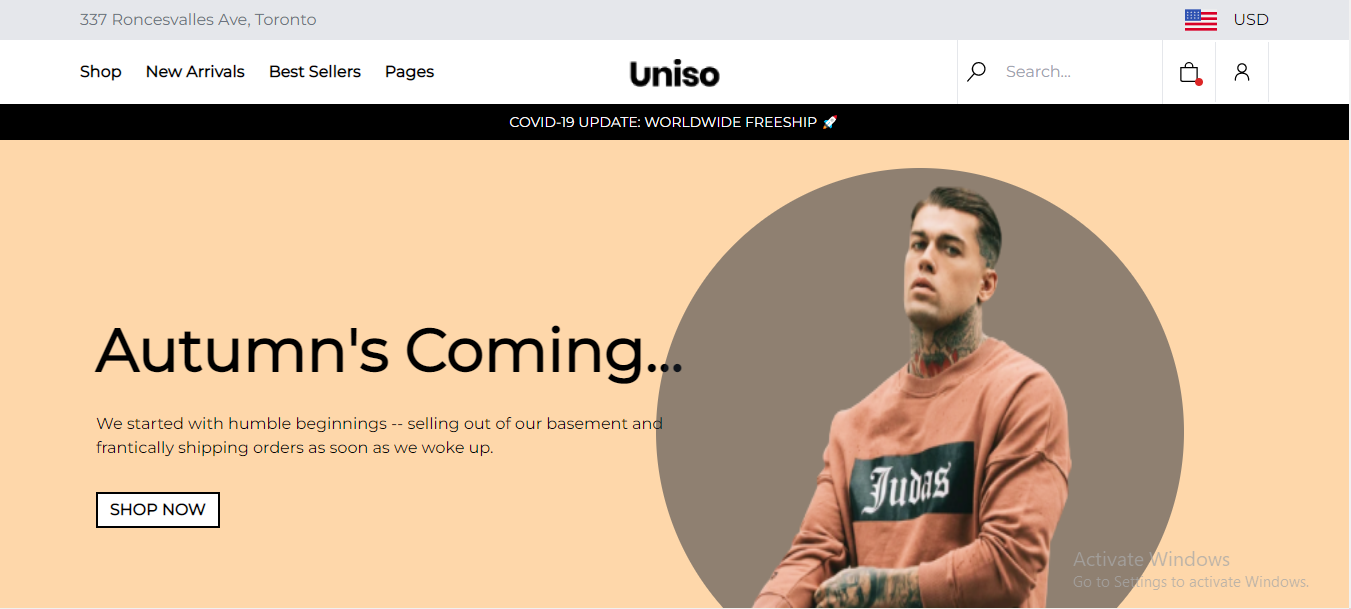 337 Roncesvalles Ave, Toronto
USD
Shop New Arrivals Best Sellers Pages
Uniso
Search...
COVID-19 UPDATE: WORLDWIDE FREESHIP 🚀
Autumn's Coming...
We started with humble beginnings -- selling out of our basement and
frantically shipping orders as soon as we woke up.
SHOP NOW
Judas
Activate Windows
Go to Settings to activate Windows.